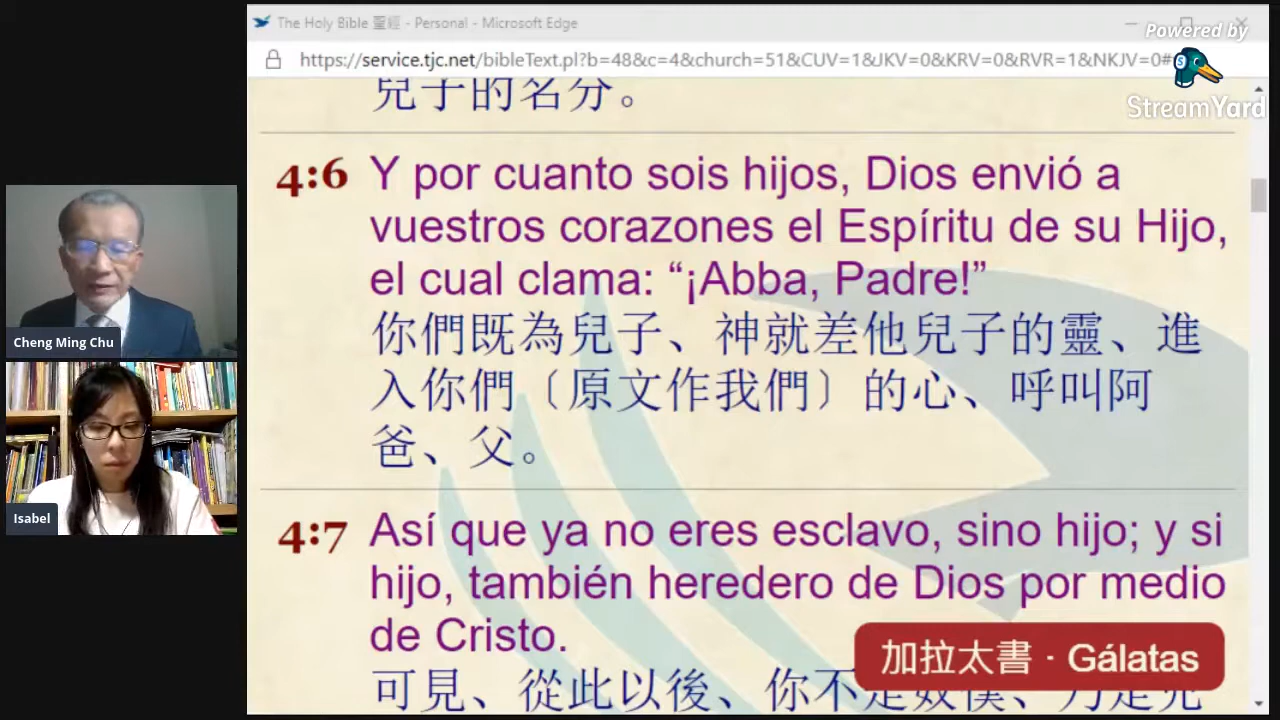 The Holy Bible 聖經 - Personal - Microsoft Edge
Powered by
https://service.tjc.net/bibleText.pl?b=48&c=4&church=51&CUV=1&JKV=0&KRV=0&RVR=1&NKJV=0#
StreamYard
兒子的名分。
4:6 Y por cuanto sois hijos, Dios envió a
vuestros corazones el Espíritu de su Hijo,
el cual clama: “¡Abba, Padre!”
你們既為兒子、神就差他兒子的靈、進
入你們〔原文作我們〕的心、呼叫阿
爸、父。
4:7 Así que ya no eres esclavo, sino hijo; y si
hijo, también heredero de Dios por medio
de Cristo.
可見、從此以後、你不是奴僕、乃是兒
加拉太書 · Gálatas
Cheng Ming Chu
Isabel